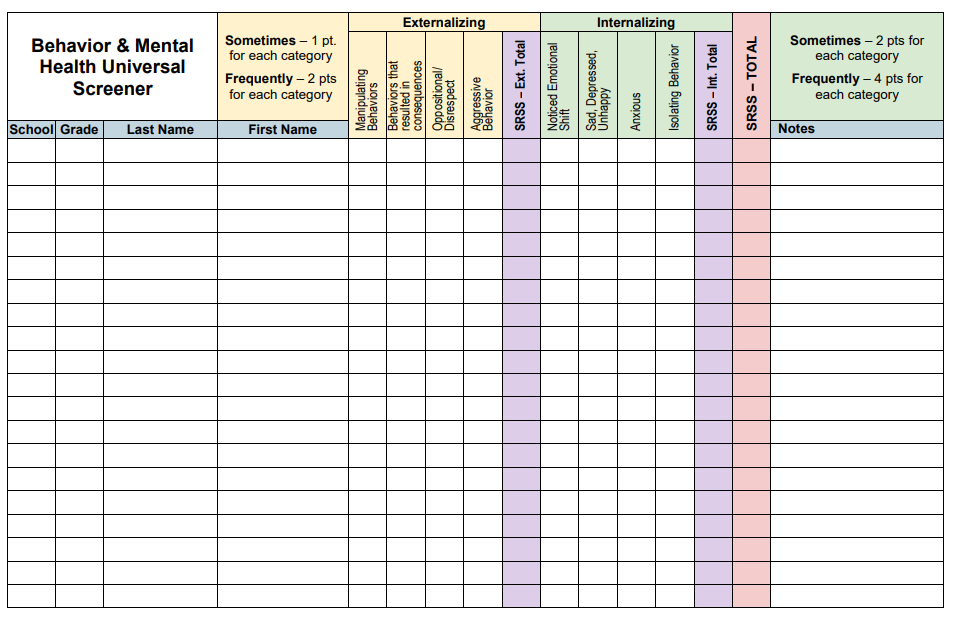 Behavior & Mental
Health Universal
Screener
Sometimes – 1 pt.
for each category
Frequently – 2 pts
for each category
Externalizing
Internalizing
Manipulating
Behaviors
Behaviors that
resulted in
consequences
Oppositional/
Disrespect
Aggressive
Behavior
SRSS – Ext. Total
Noticed Emotional
Shift
Sad, Depressed,
Unhappy
Anxious
Isolating Behavior
SRSS – Int. Total
SRSS – TOTAL
Sometimes – 2 pts for
each category
Frequently – 4 pts for
each category
School Grade Last Name First Name Notes